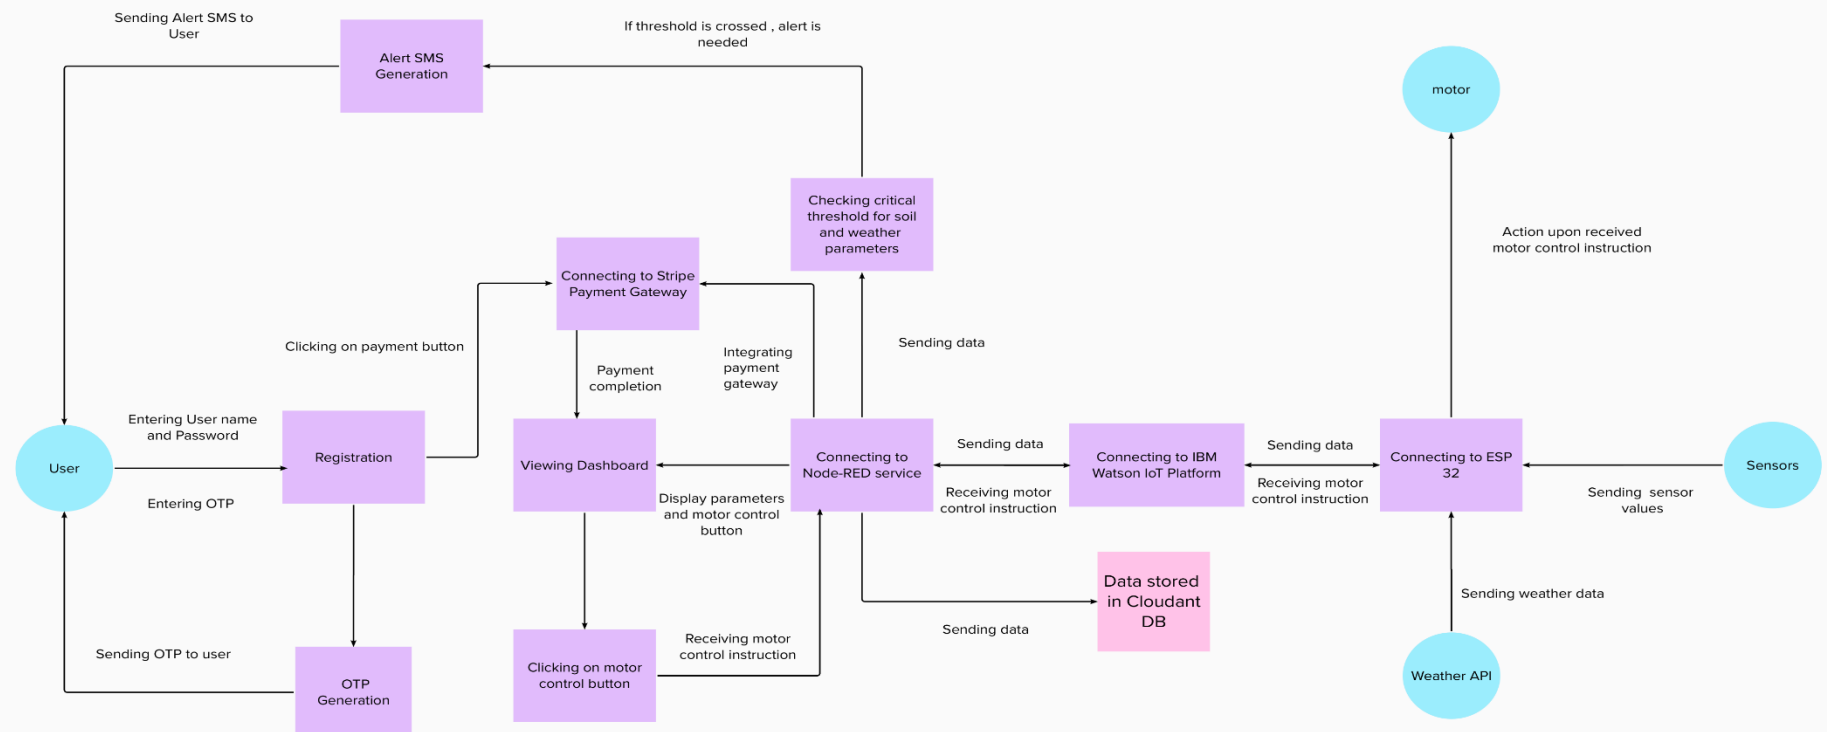 Sending Alert SMS to
User
Alert SMS
Generation
If threshold is crossed , alert is
needed
motor
Checking critical
threshold for soil
and weather
parameters
Action upon received
motor control instruction
Connecting to Stripe
Payment Gateway
Clicking on payment button
Sending data
Integrating
payment
gateway
Payment
completion
Entering User name
and Password
User
Registration
Entering OTP
Viewing Dashboard
Connecting to
Node-RED service
Display parameters
and motor control
button
Sending data
Receiving motor
control instruction
Connecting to IBM
Watson IoT Platform
Sending data
Receiving motor
control instruction
Connecting to ESP
32
Sensors
Sending  sensor
values
Data stored
in Cloudant
DB
Sending data
Sending weather data
Weather API
Sending OTP to user
OTP
Generation
Clicking on motor
control button
Receiving motor
control instruction